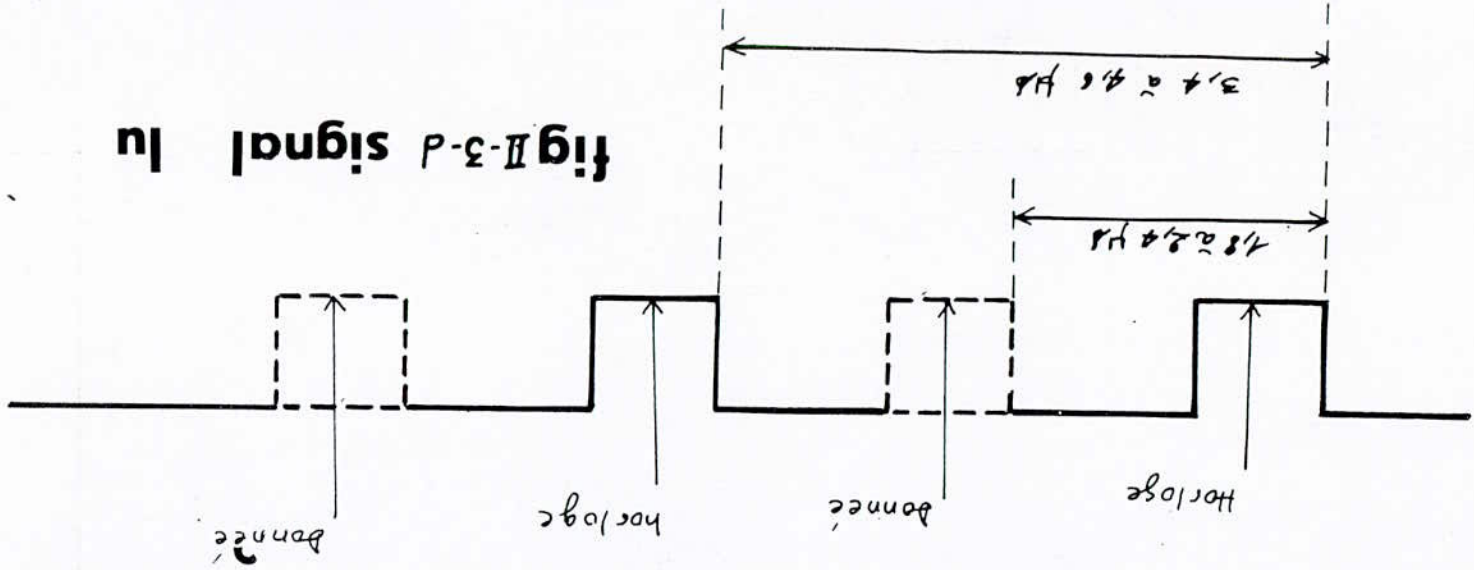 Horloge
Donnée
horloge
Donnée
1,8 à 2,4 µs
fig II-3-d signal lu
3,4 à 4,6 µs